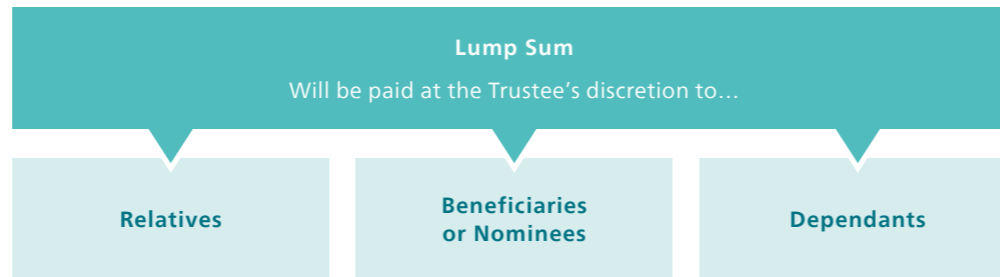 Lump Sum
Will be paid at the Trustee’s discretion to…
Relatives
Beneficiaries
or Nominees
Dependants